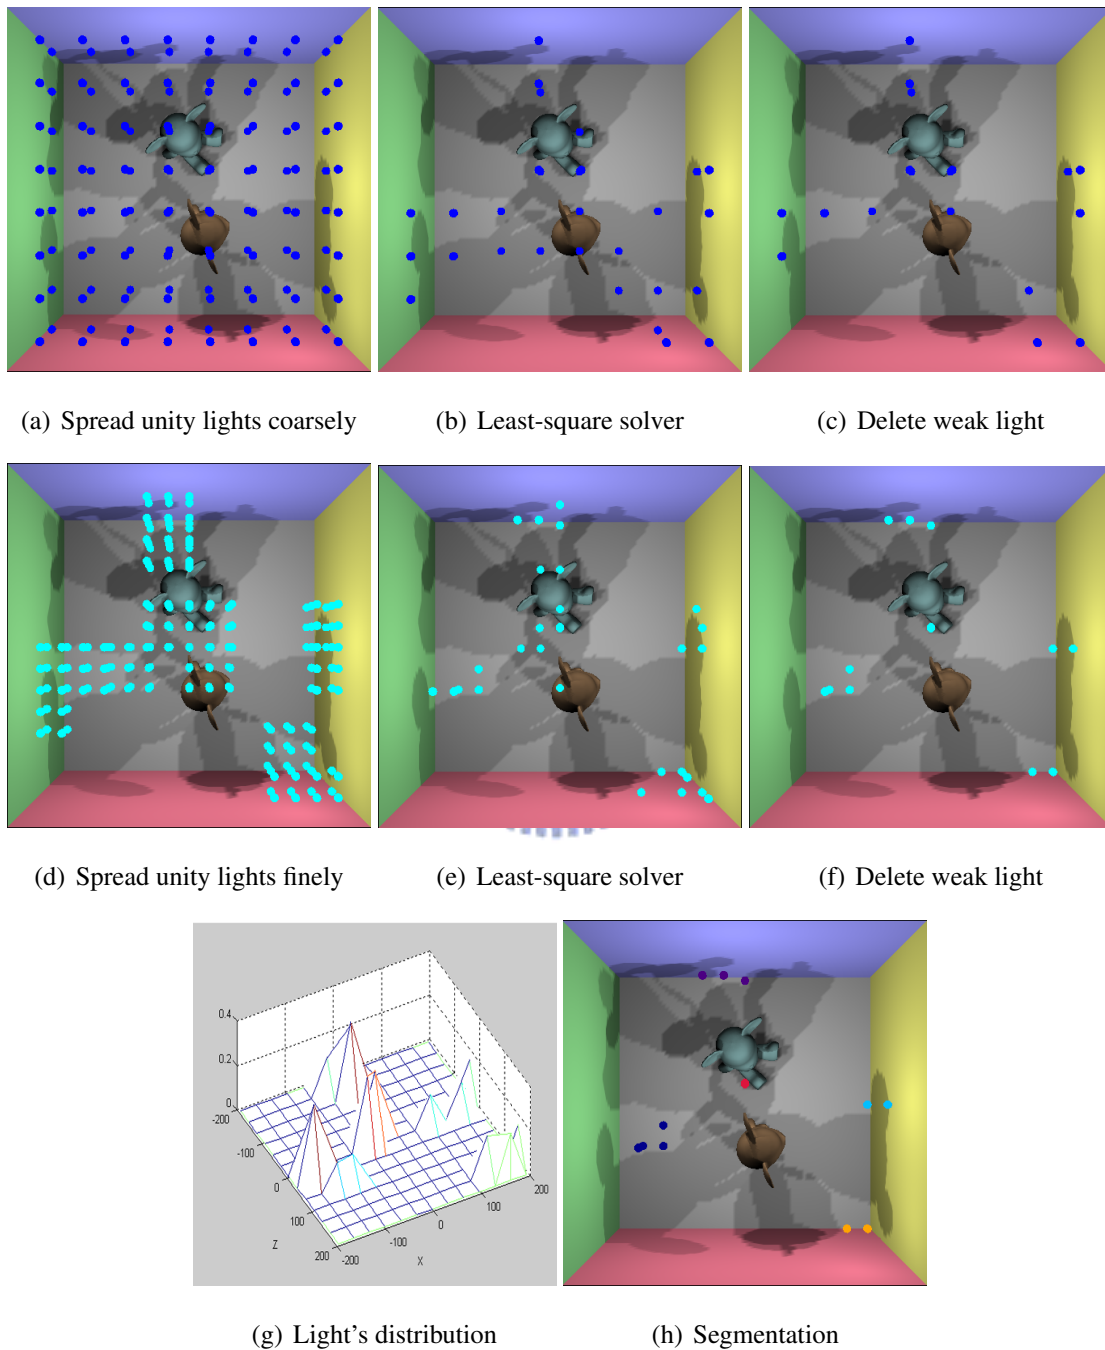 (a) Spread unity lights coarsely
(b) Least-square solver
(c) Delete weak light
(d) Spread unity lights finely
(e) Least-square solver
(f) Delete weak light
0.4
0.2
0
-200
-100
0
100
200
Z
-200
-100
0
100
200
X
(g) Light's distribution
(h) Segmentation